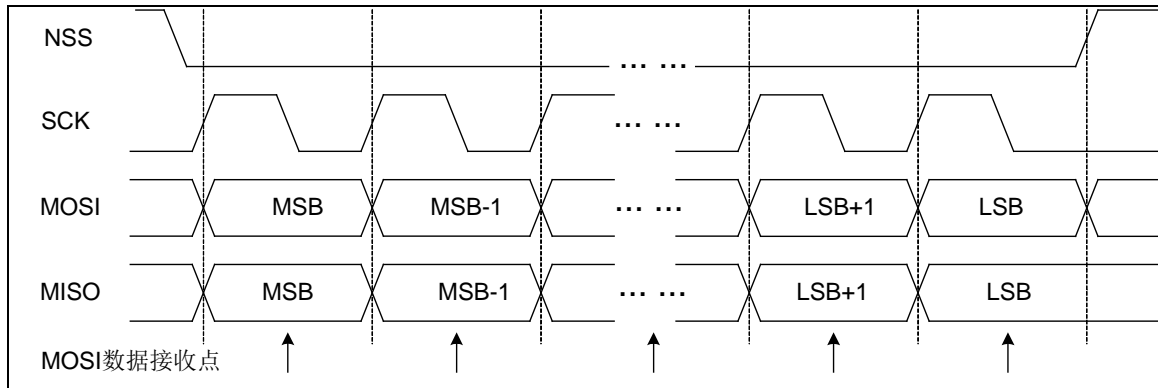 NSS
... ...
SCK
... ...
MOSI MSB MSB-1 ... ... LSB+1 LSB
MISO MSB MSB-1 ... ... LSB+1 LSB
MOSI数据接收点